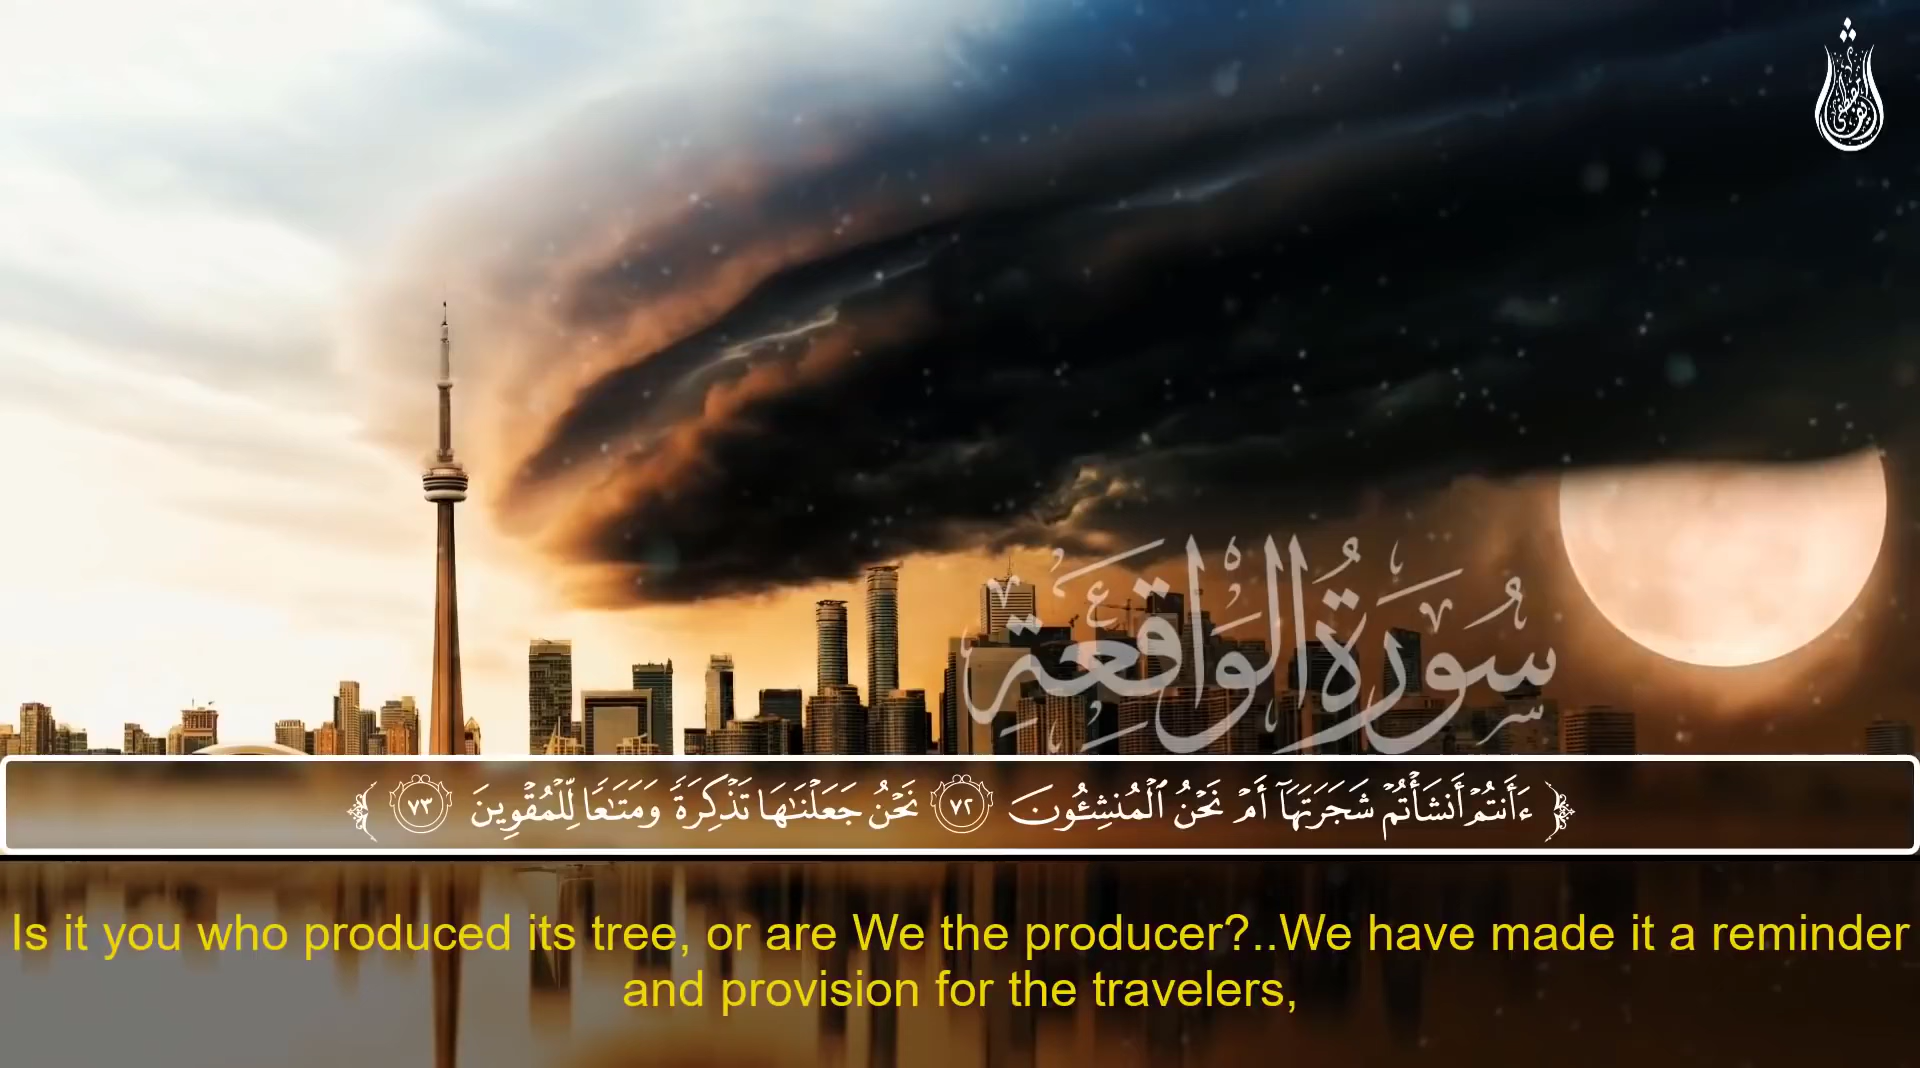 سُورَةُ الوَاقِعَةِ
ءَأَنتُمْ أَنشَأْتُمْ شَجَرَتَهَآ أَمْ نَحْنُ ٱلْمُنشِـُٔونَ ٧٢ نَحْنُ جَعَلْنَـٰهَا تَذْكِرَةً وَمَتَـٰعًا لِّلْمُقْوِينَ ٧٣
Is it you who produced its tree, or are We the producer?..We have made it a reminder
and provision for the travelers,